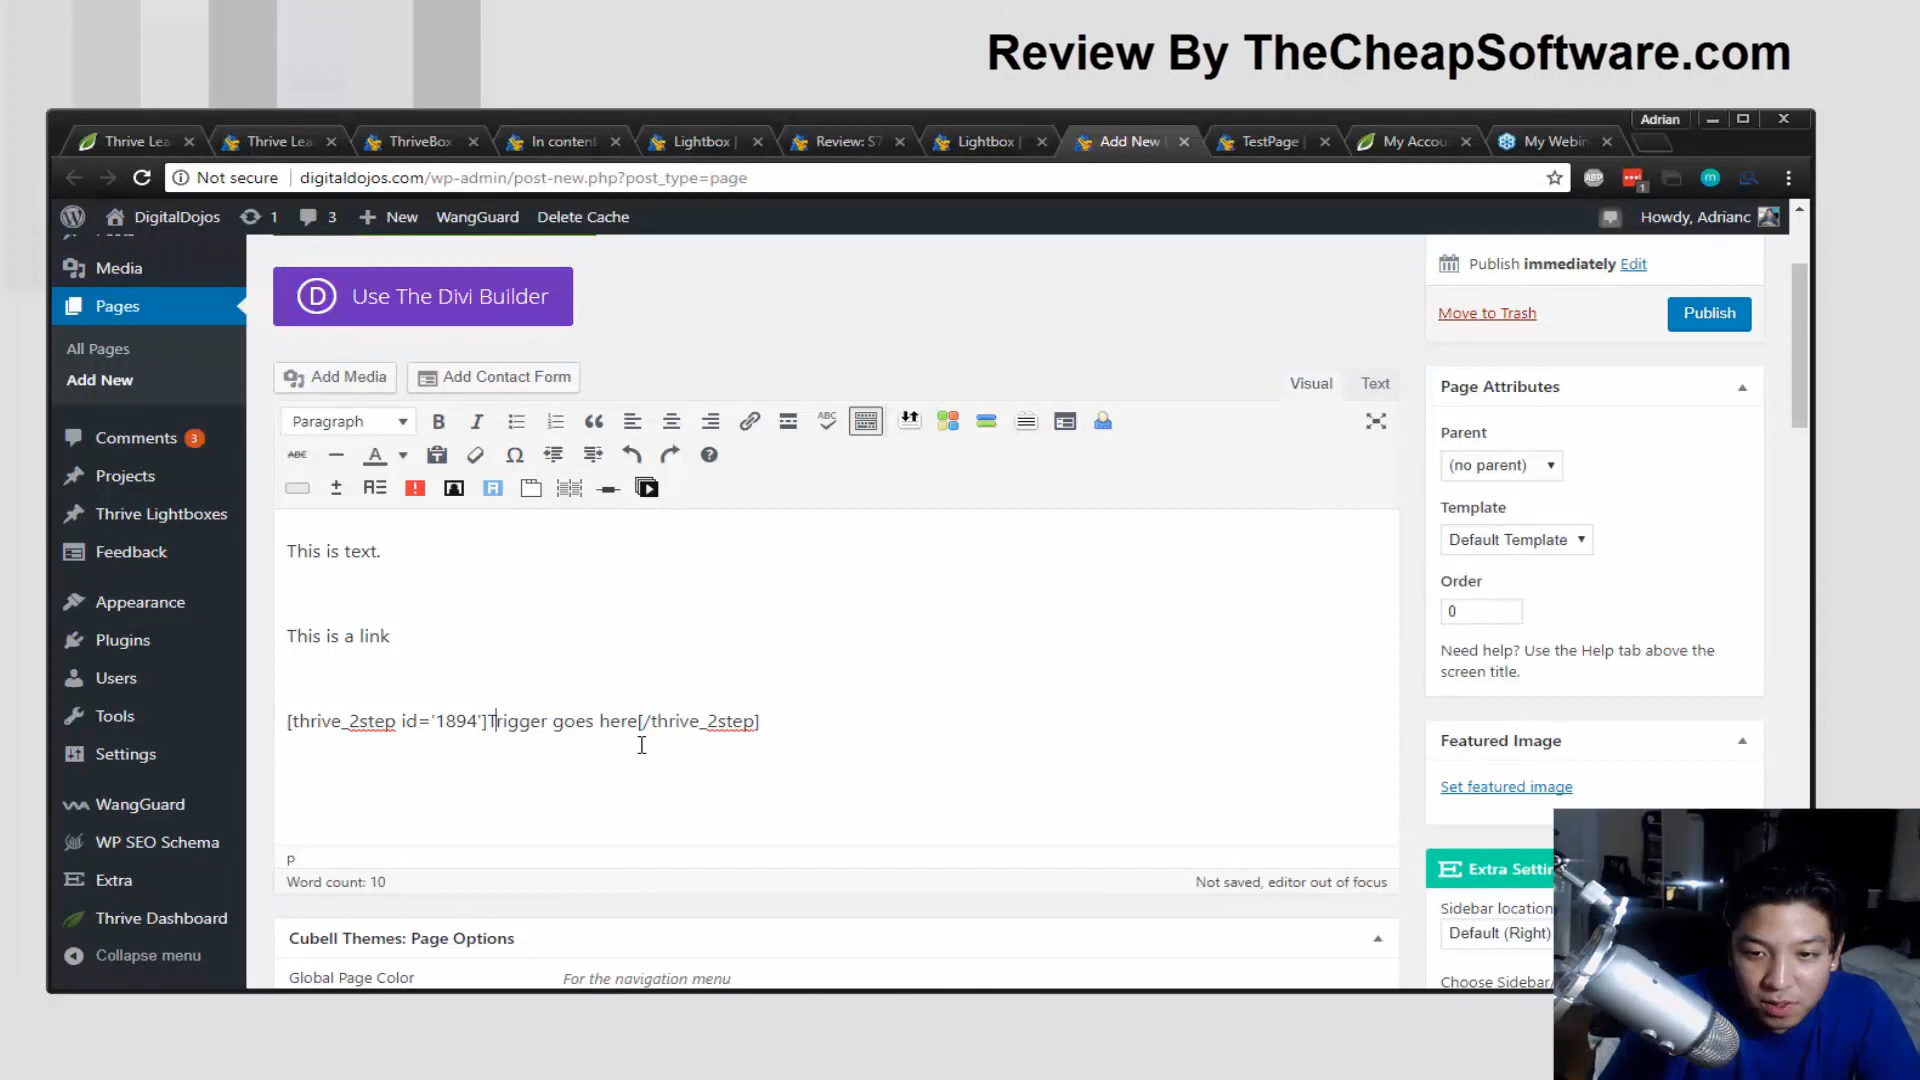 Review By TheCheapSoftware.com
Adrian
Thrive Lea
Thrive Lea
ThriveBox
In content
Lightbox |
Review: S7
Lightbox |
Add New
TestPage |
My Accou
My Webin
Not secure
digitaldojos.com/wp-admin/post-new.php?post_type=page
ABP
1
m
DigitalDojos
1
3
New
WangGuard
Delete Cache
Howdy, Adrianc
Media
Pages
All Pages
Add New
Comments 3
Projects
Thrive Lightboxes
Feedback
Appearance
Plugins
Users
Tools
Settings
WangGuard
WP SEO Schema
Extra
Thrive Dashboard
Collapse menu
D Use The Divi Builder
Add Media
Add Contact Form
Visual
Text
Paragraph
B
I
ABC
ABC
A
Ω
This is text.
This is a link
[thrive_2step id='1894']Trigger goes here[/thrive_2step]
p
Word count: 10
Not saved, editor out of focus
Cubell Themes: Page Options
Global Page Color
For the navigation menu
Publish immediately Edit
Move to Trash
Publish
Page Attributes
Parent
(no parent)
Template
Default Template
Order
0
Need help? Use the Help tab above the
screen title.
Featured Image
Set featured image
Extra Settin
Sidebar location
Default (Right)
Choose Sidebar/